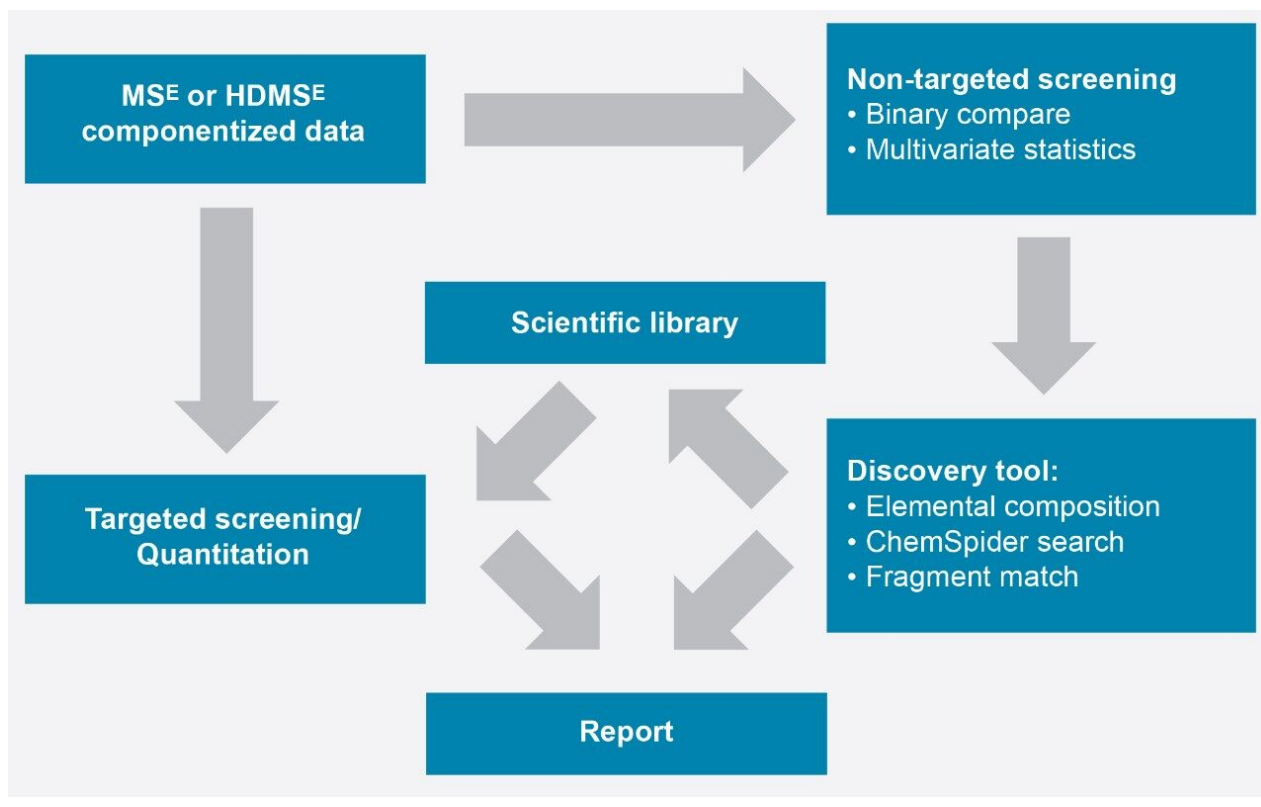 MSᴱ or HDMSᴱ
componentized data
Non-targeted screening
• Binary compare
• Multivariate statistics
Scientific library
Targeted screening/
Quantitation
Discovery tool:
• Elemental composition
• ChemSpider search
• Fragment match
Report